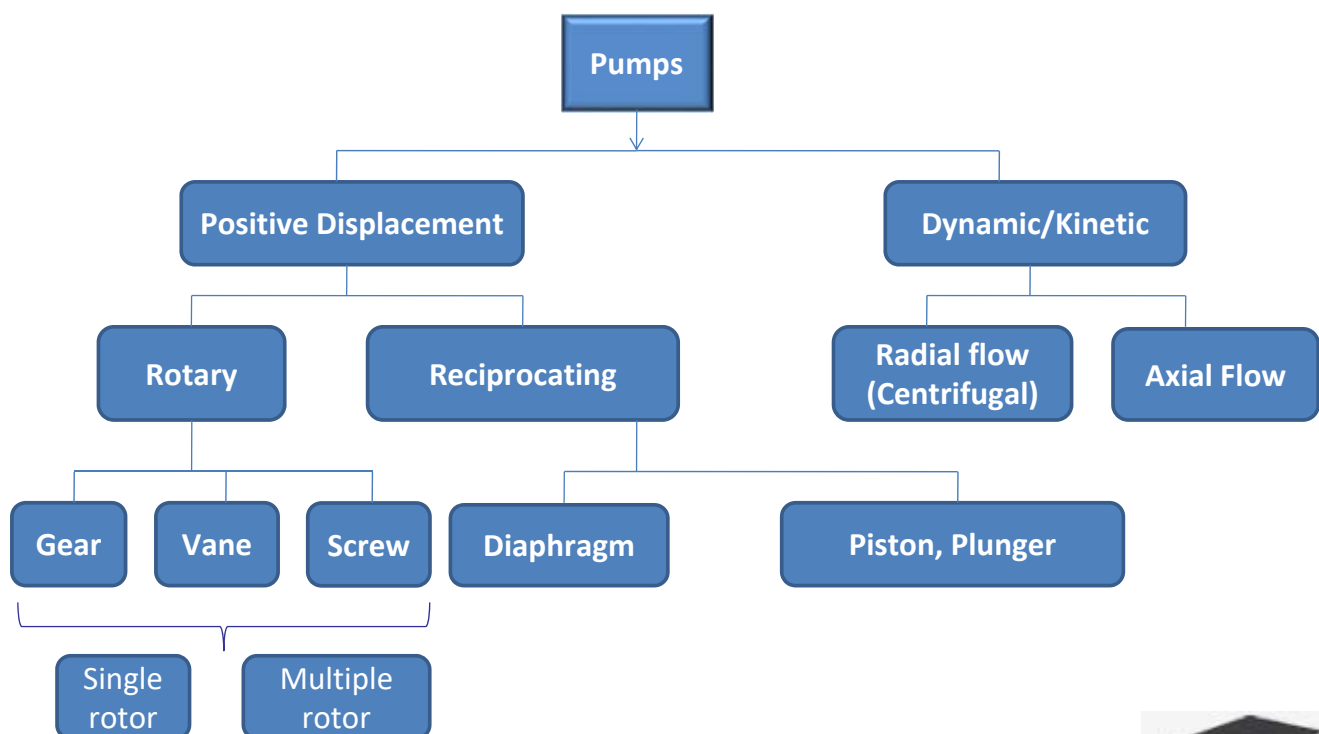 Pumps
Positive Displacement
Dynamic/Kinetic
Rotary
Reciprocating
Radial flow
(Centrifugal)
Axial Flow
Gear
Vane
Screw
Diaphragm
Piston, Plunger
Single
rotor
Multiple
rotor